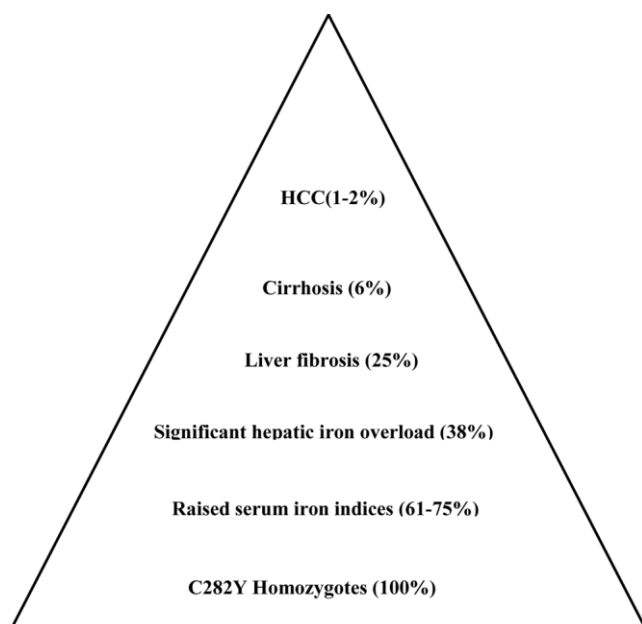 HCC(1-2%)
Cirrhosis (6%)
Liver fibrosis (25%)
Significant hepatic iron overload (38%)
Raised serum iron indices (61-75%)
C282Y Homozygotes (100%)